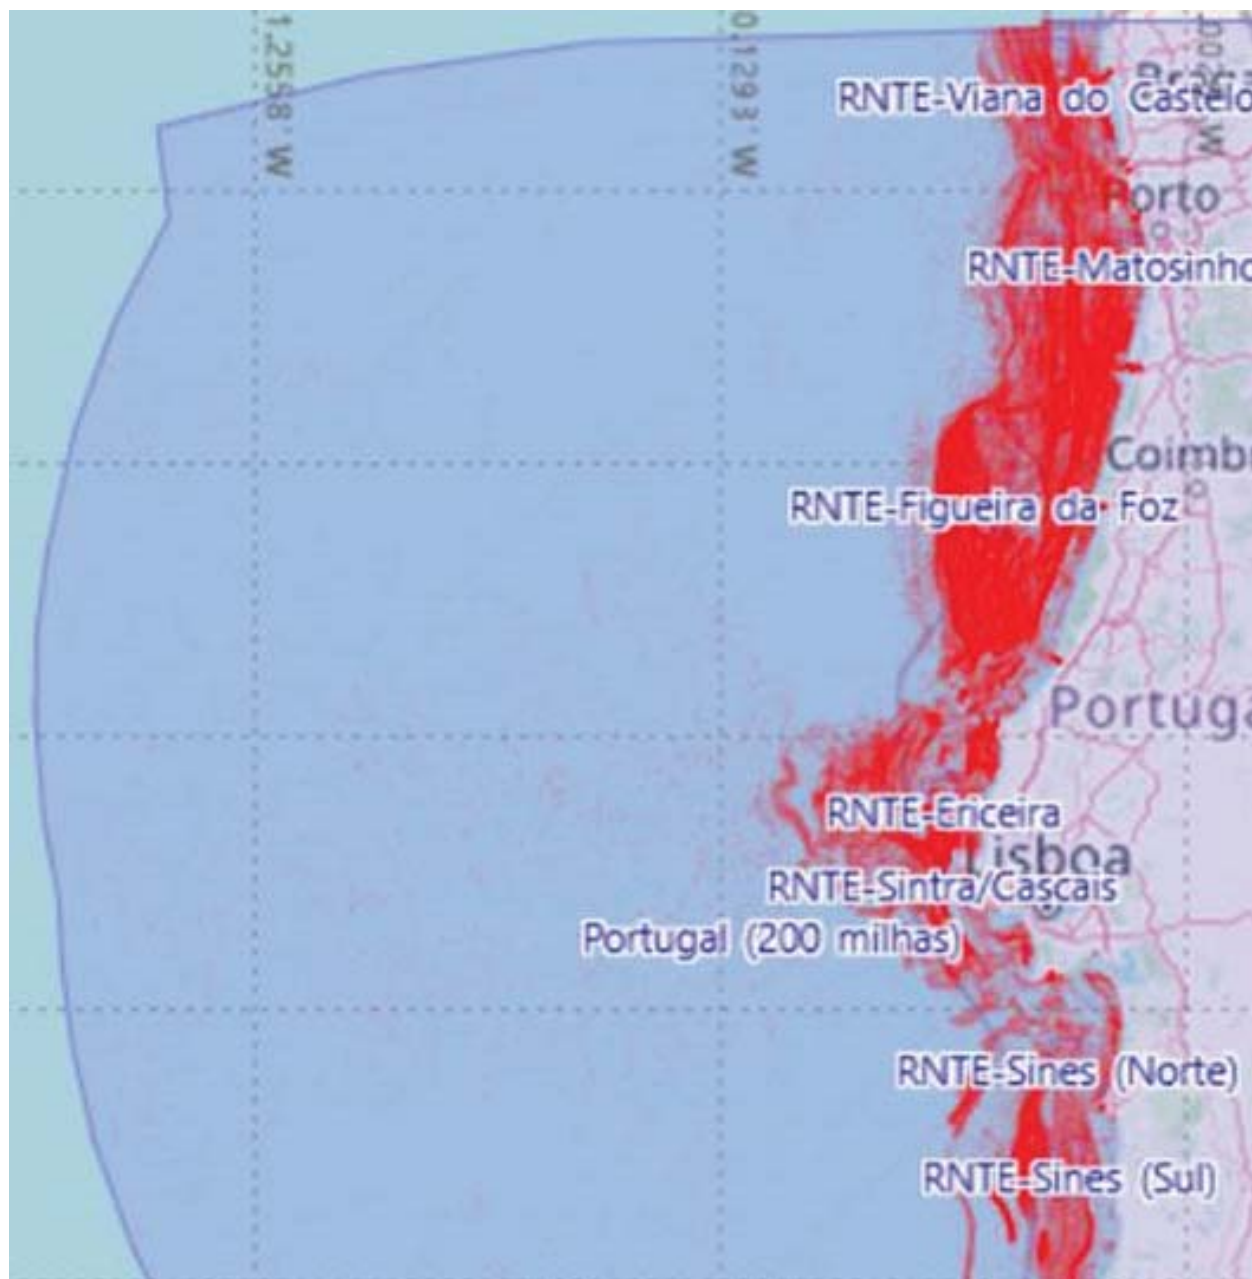 1.2558' W
0.1293' W
RNTE-Viana do Castelo
Porto
RNTE-Matosinho
Coimb
RNTE-Figueira da Foz
Portuga
RNTE-Ericeira
Lisboa
RNTE-Sintra/Cascais
Portugal (200 milhas)
RNTE-Sines (Norte)
RNTE-Sines (Sul)